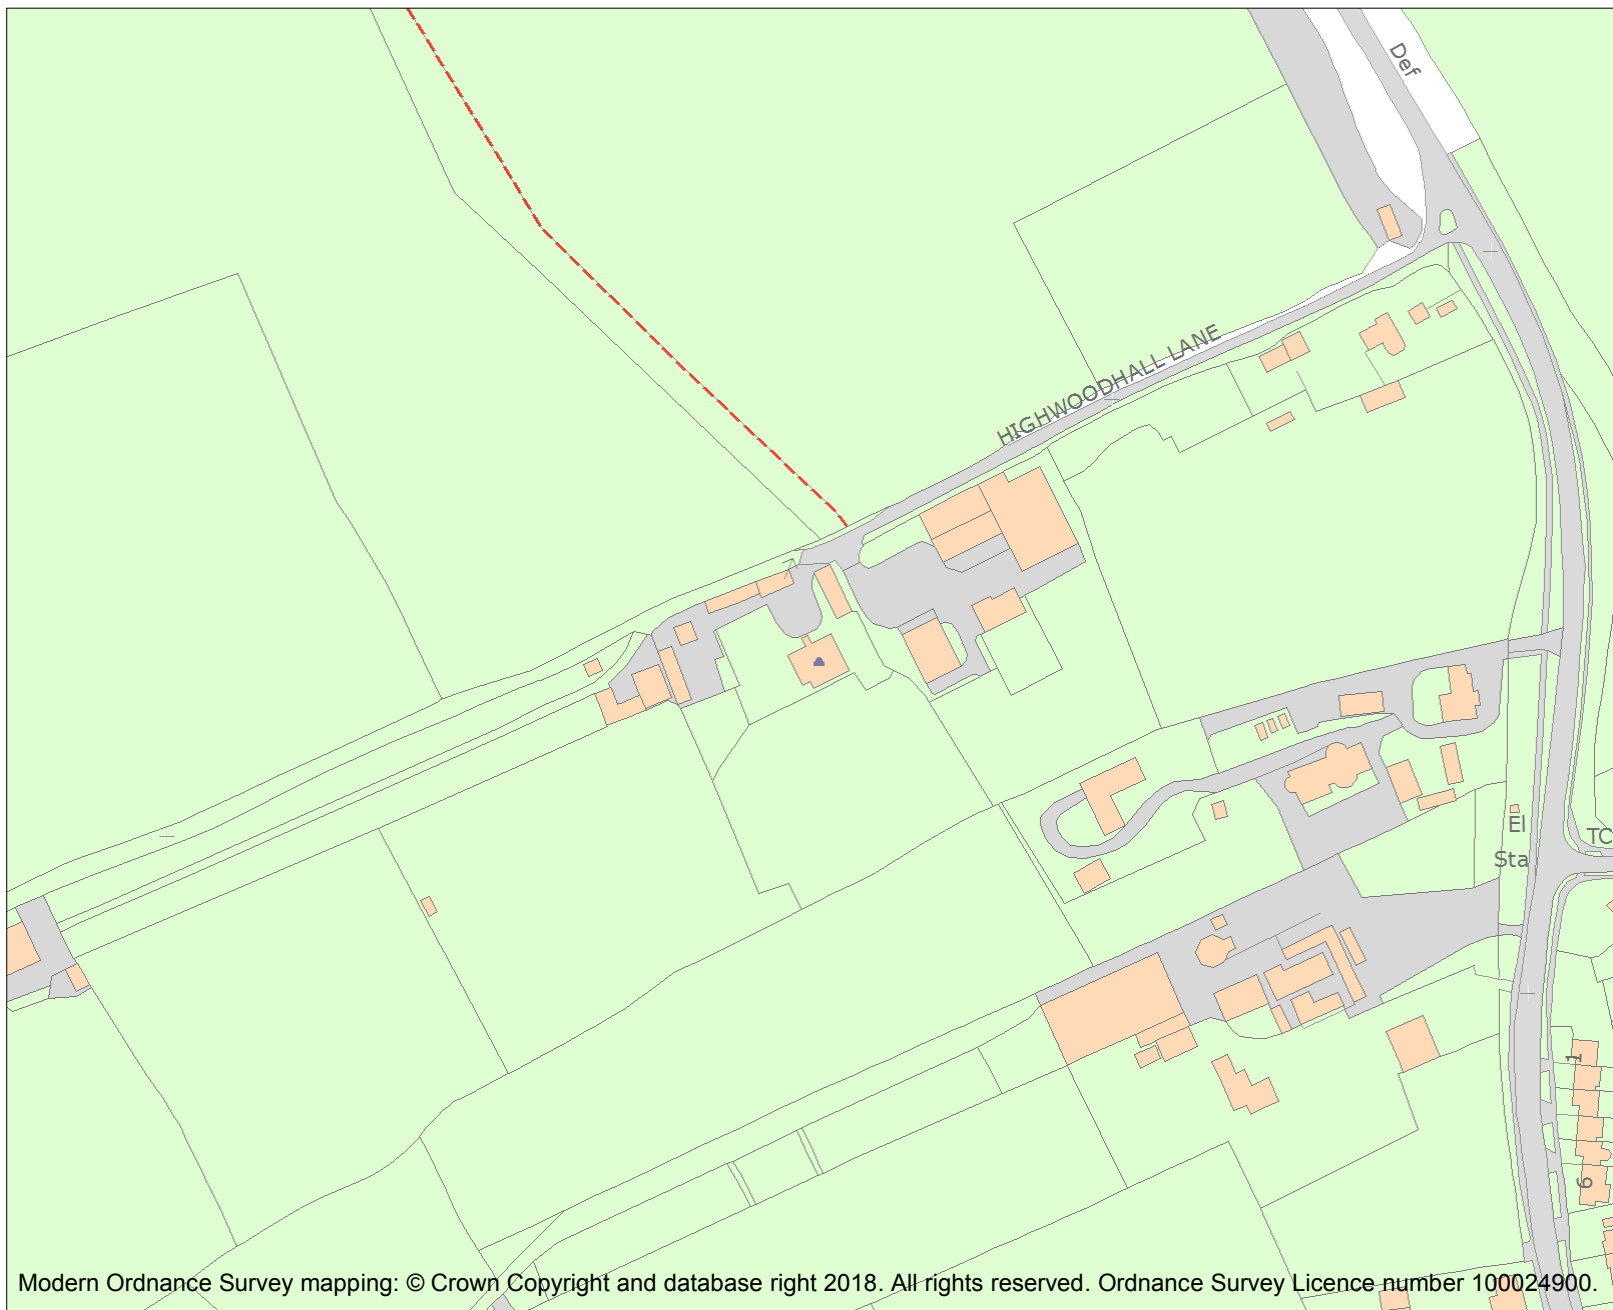 Def
HIGHWOODHALL LANE
El
TC
Sta
1
6
Modern Ordnance Survey mapping: © Crown Copyright and database right 2018. All rights reserved. Ordnance Survey Licence number 100024900.